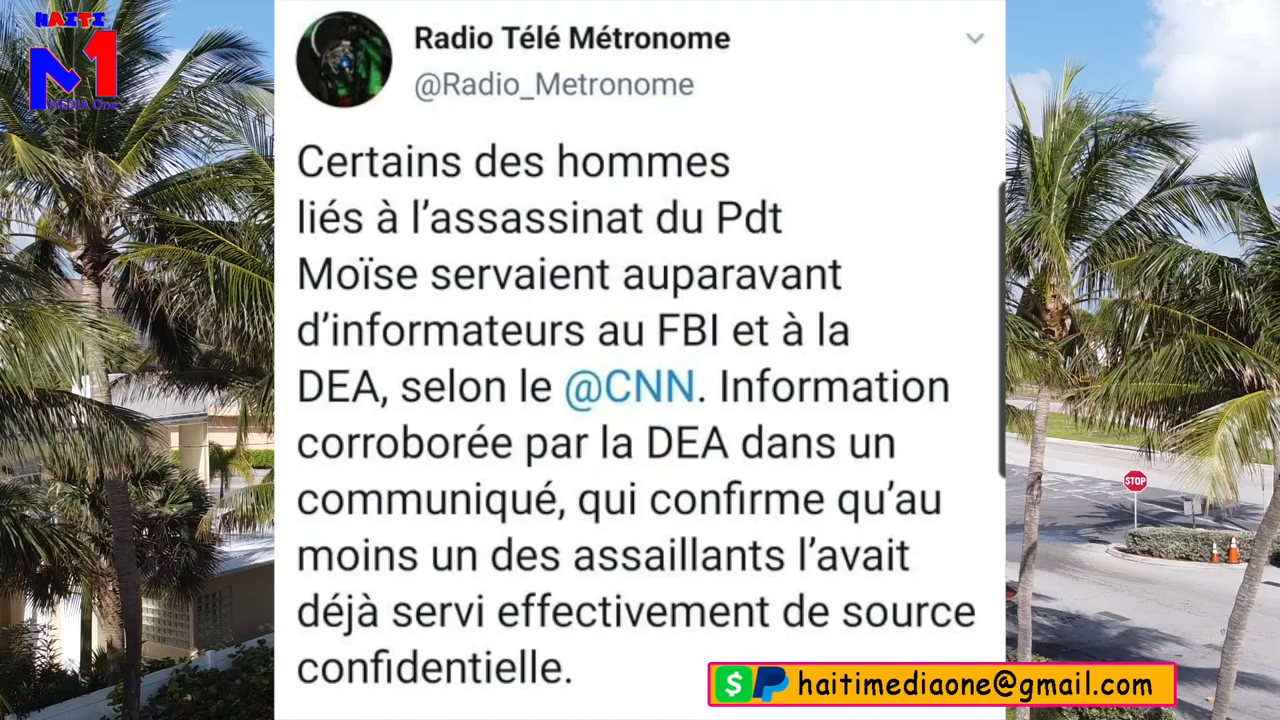 HAITI
M1
MEDIA One
Radio Télé Métronome
@Radio_Metronome
Certains des hommes
liés à l’assassinat du Pdt
Moïse servaient auparavant
d’informateurs au FBI et à la
DEA, selon le @CNN. Information
corroborée par la DEA dans un
communiqué, qui confirme qu’au
moins un des assaillants l’avait
déjà servi effectivement de source
confidentielle.
STOP
$ P haitimediaone@gmail.com